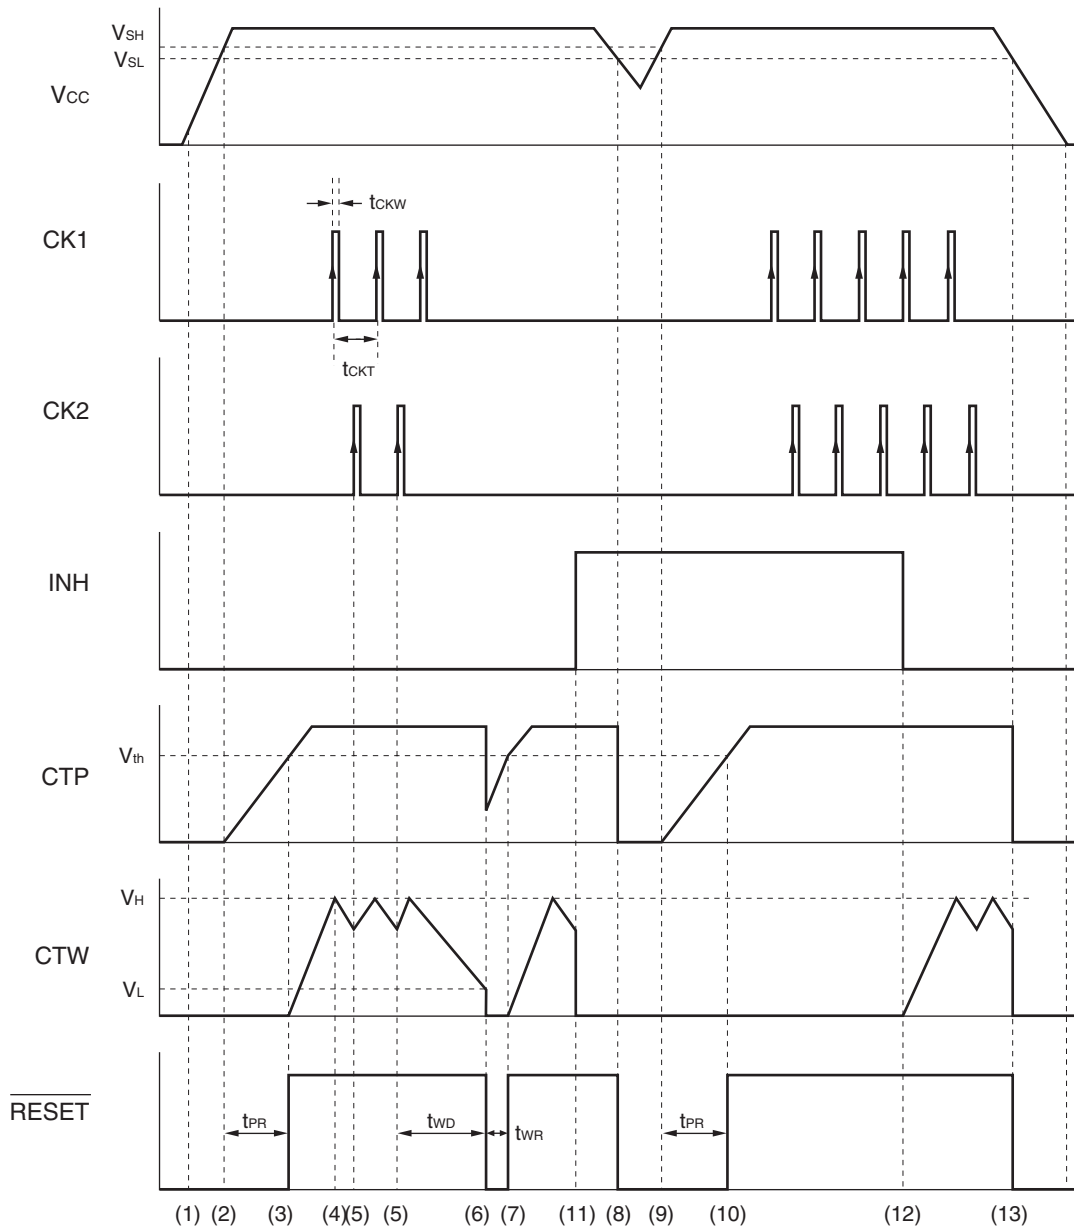 VSH
VSL
VCC
tCKW
CK1
tCKT
CK2
INH
Vth
CTP
VH
CTW
VL
RESET
tPR tWD tWR tPR
(1) (2) (3) (4)(5) (5) (6) (7) (11) (8) (9) (10) (12) (13)